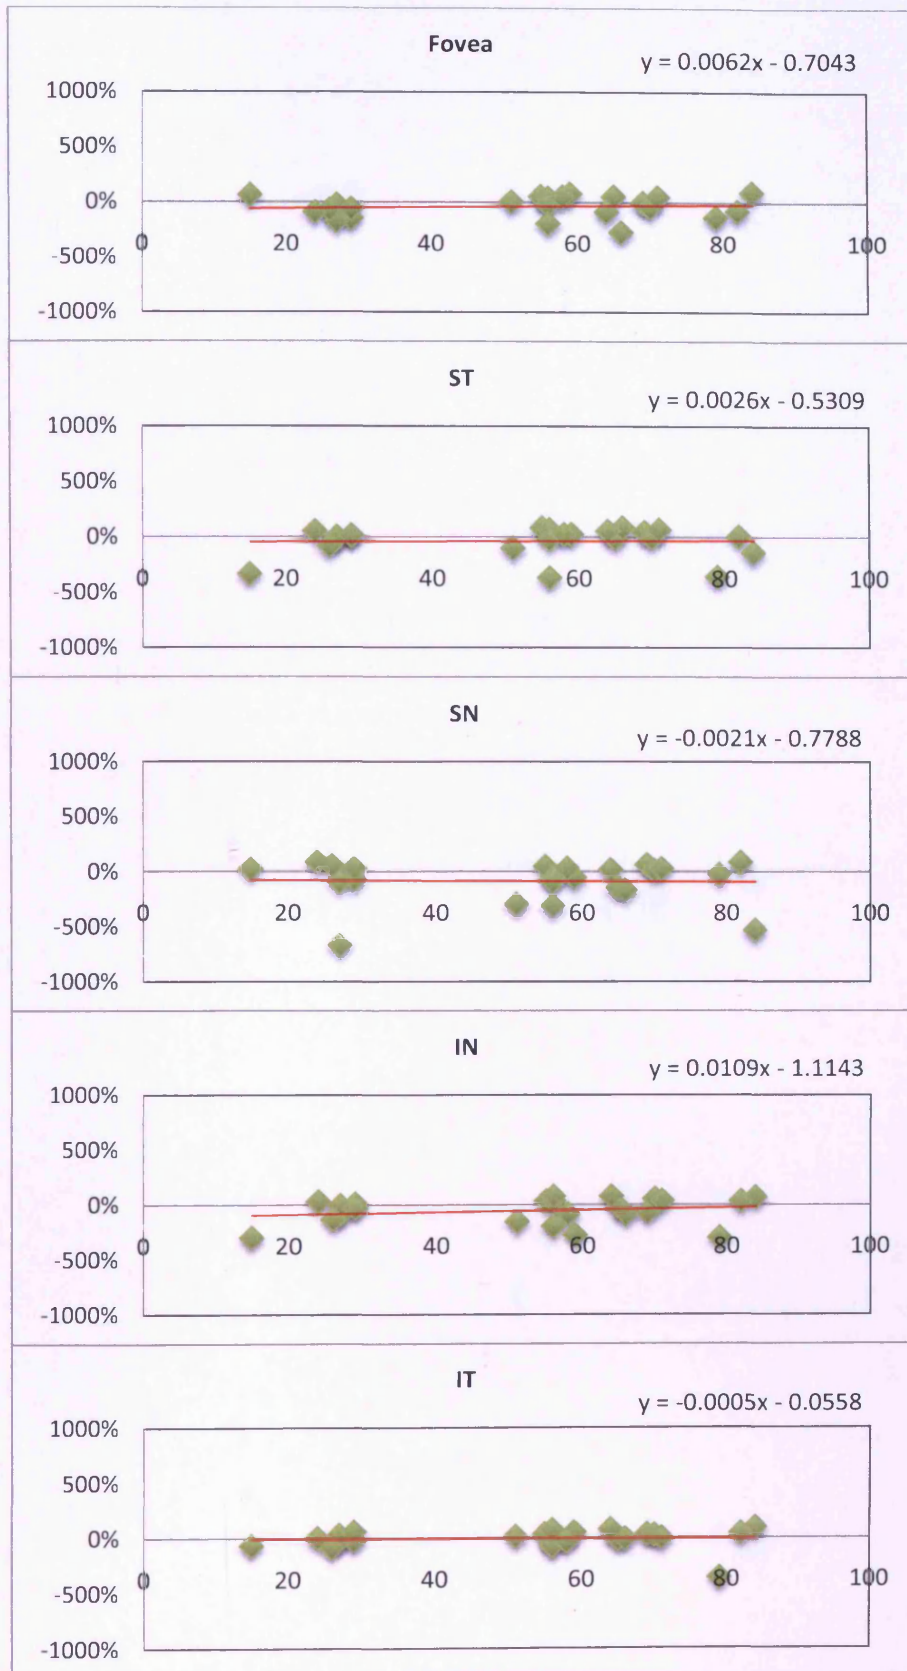 Fovea
y = 0.0062x - 0.7043
1000%
500%
0%
0 20 40 60 80 100
-500%
-1000%
ST
y = 0.0026x - 0.5309
1000%
500%
0%
0 20 40 60 80 100
-500%
-1000%
SN
y = -0.0021x - 0.7788
1000%
500%
0%
0 20 40 60 80 100
-500%
-1000%
IN
y = 0.0109x - 1.1143
1000%
500%
0%
0 20 40 60 80 100
-500%
-1000%
IT
y = -0.0005x - 0.0558
1000%
500%
0%
0 20 40 60 80 100
-500%
-1000%